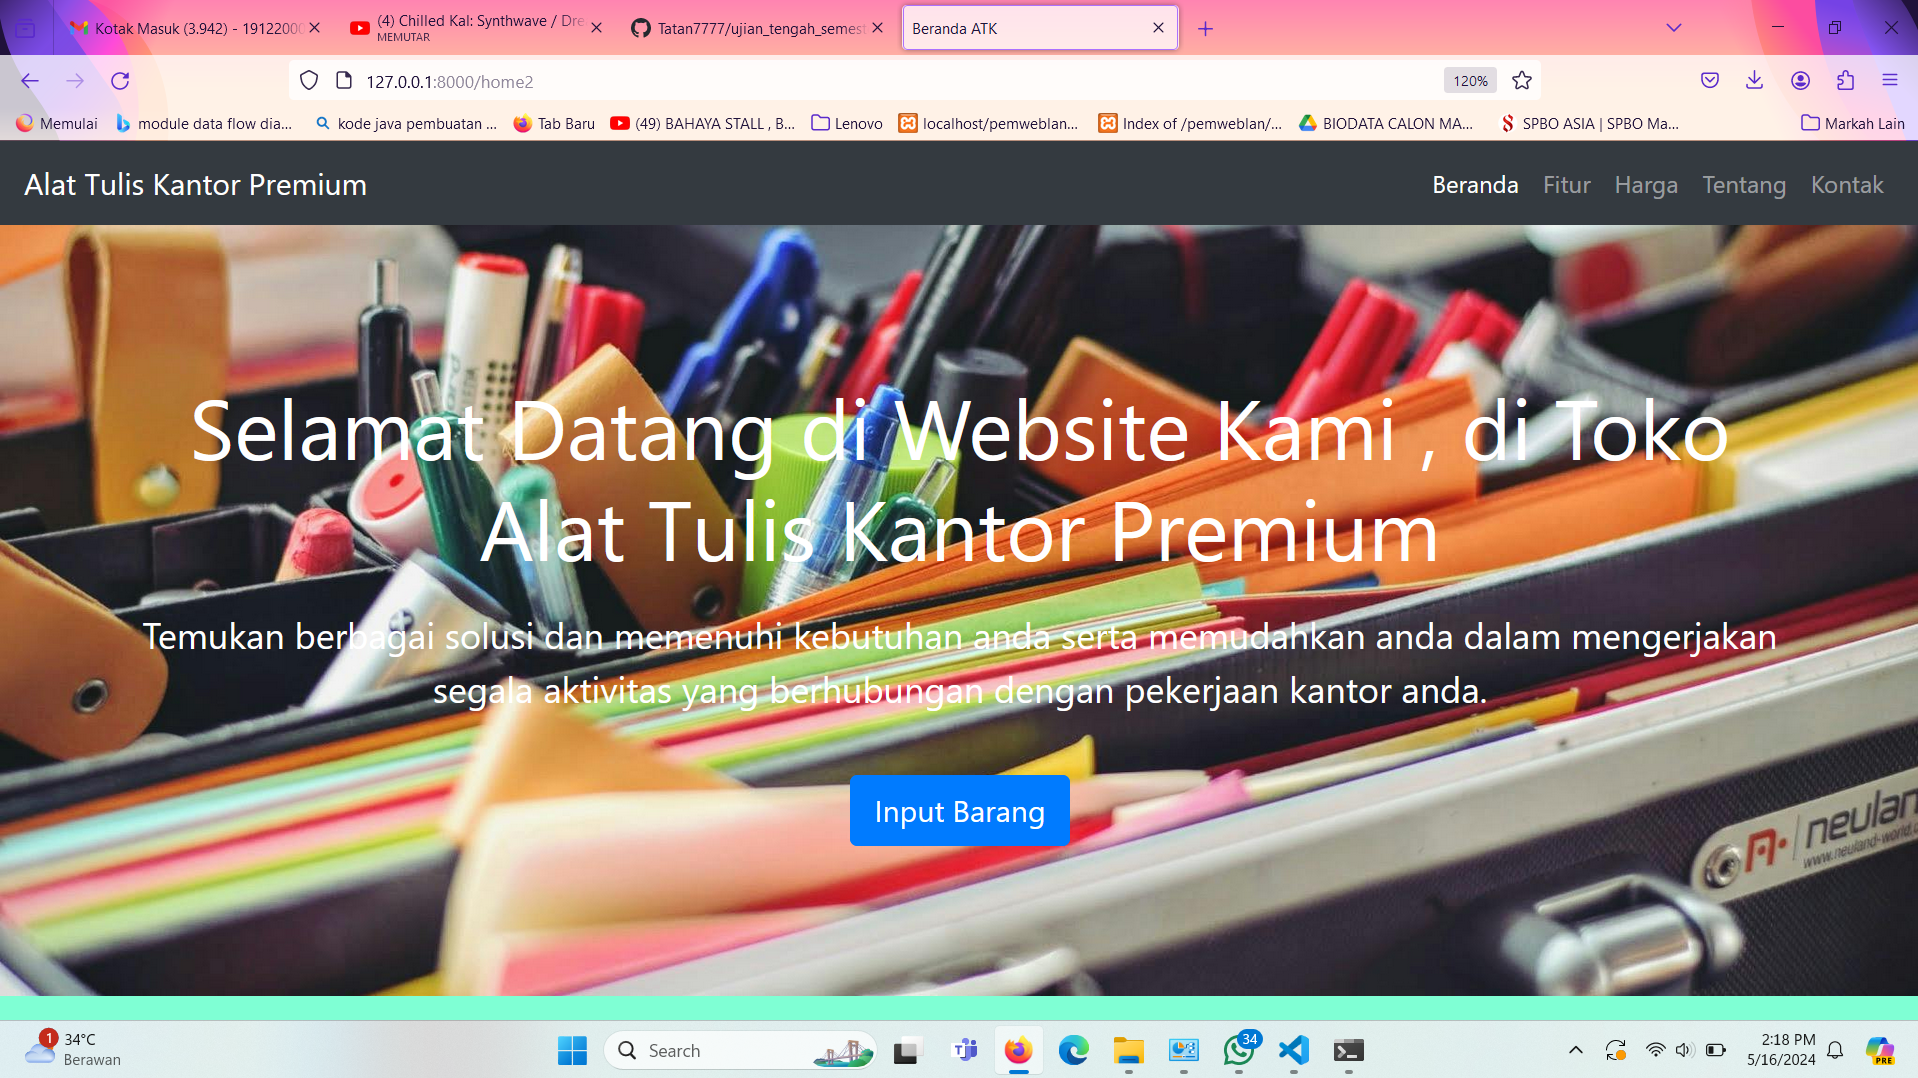 Kotak Masuk (3.942) - 19122000
(4) Chilled Kal: Synthwave / Dre
MEMUTAR
Tatan7777/ujian_tengah_semest
Beranda ATK
127.0.0.1:8000/home2
120%
Memulai
module data flow dia...
kode java pembuatan ...
Tab Baru
(49) BAHAYA STALL , B...
Lenovo
localhost/pemweblan...
Index of /pemweblan/...
BIODATA CALON MA...
SPBO ASIA | SPBO Ma...
Markah Lain
Alat Tulis Kantor Premium
Beranda
Fitur
Harga
Tentang
Kontak
Selamat Datang di Website Kami , di Toko
Alat Tulis Kantor Premium
Temukan berbagai solusi dan memenuhi kebutuhan anda serta memudahkan anda dalam mengerjakan
segala aktivitas yang berhubungan dengan pekerjaan kantor anda.
Input Barang
neulan
www.neuland-world.
1
34°C
Berawan
Search
34
2:18 PM
5/16/2024
PRE